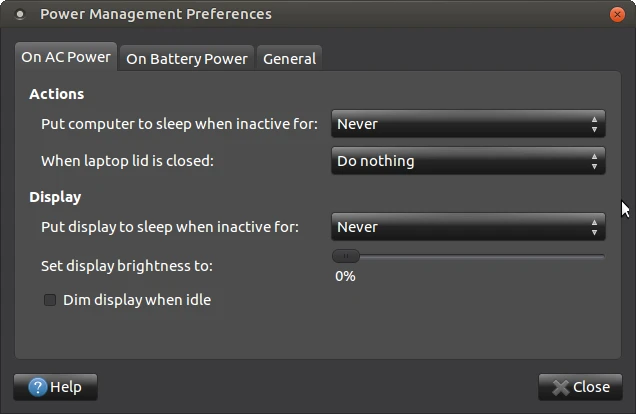 Power Management Preferences
On AC Power On Battery Power General
Actions
Put computer to sleep when inactive for: Never
When laptop lid is closed: Do nothing
Display
Put display to sleep when inactive for: Never
Set display brightness to:
0%
Dim display when idle
Help Close